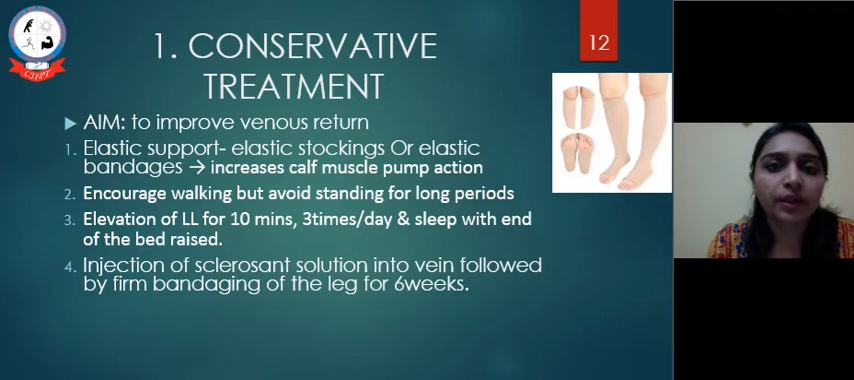 1. CONSERVATIVE
TREATMENT
12
AIM: to improve venous return
1. Elastic support- elastic stockings Or elastic
bandages → increases calf muscle pump action
2. Encourage walking but avoid standing for long periods
3. Elevation of LL for 10 mins, 3times/day & sleep with end
of the bed raised.
4. Injection of sclerosant solution into vein followed
by firm bandaging of the leg for 6weeks.